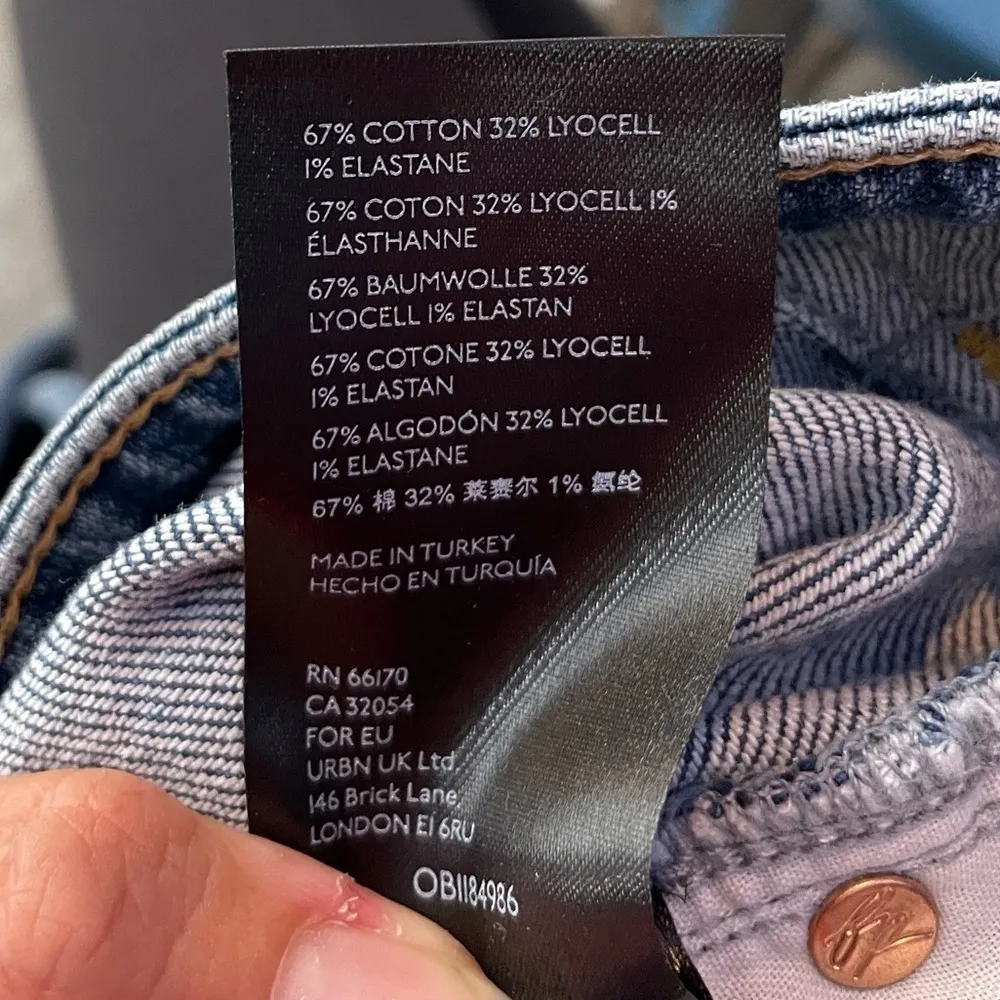 67% COTTON 32% LYOCELL
1% ELASTANE
67% COTON 32% LYOCELL 1%
ÉLASTHANNE
67% BAUMWOLLE 32%
LYOCELL 1% ELASTAN
67% COTONE 32% LYOCELL
1% ELASTAN
67% ALGODÓN 32% LYOCELL
1% ELASTANE
67% 棉 32% 莱赛尔 1% 氨纶
MADE IN TURKEY
HECHO EN TURQUÍA
RN 66170
CA 32054
FOR EU
URBN UK Ltd.
146 Brick Lane,
LONDON E1 6RU
OB1184986